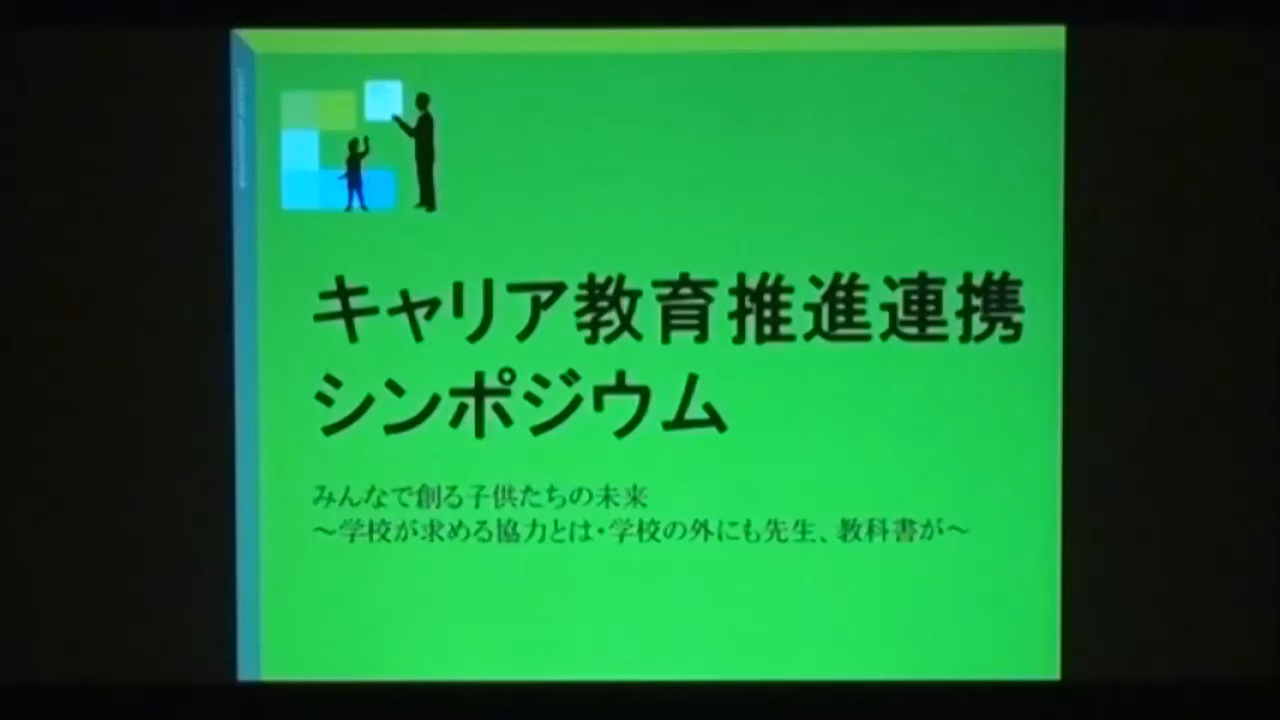 キャリア教育推進連携
シンポジウム
みんなで創る子供たちの未来
～学校が求める協力とは・学校の外にも先生、教科書が～